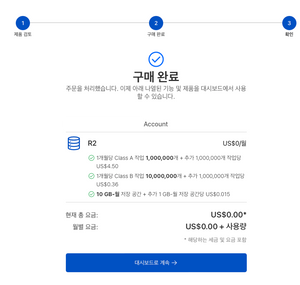 1
2
3
제품 검토
구매 완료
확인
구매 완료
주문을 처리했습니다. 이제 아래 나열된 기능 및 제품을 대시보드에서 사용
할 수 있습니다.
Account
R2
US$0/월
1개월당 Class A 작업 1,000,000개 + 추가 1,000,000개 작업당
US$4.50
1개월당 Class B 작업 10,000,000개 + 추가 1,000,000개 작업당
US$0.36
10 GB-월 저장 공간 + 추가 1 GB-월 저장 공간당 US$0.015
현재 총 요금: US$0.00*
월별 요금: US$0.00 + 사용량
* 해당하는 세금 및 요금 포함
대시보드로 계속 →